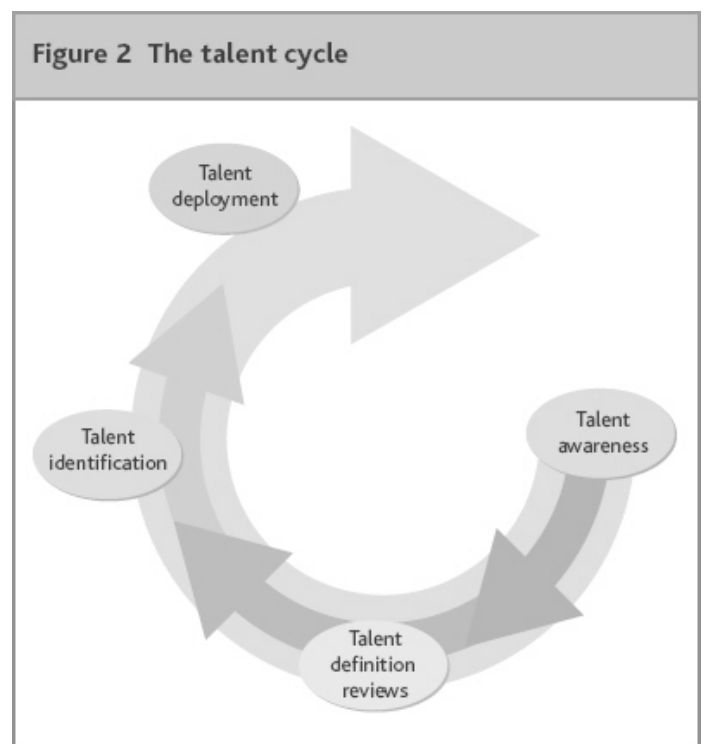 Figure 2 The talent cycle
Talent
deployment
Talent
awareness
Talent
identification
Talent
definition
reviews